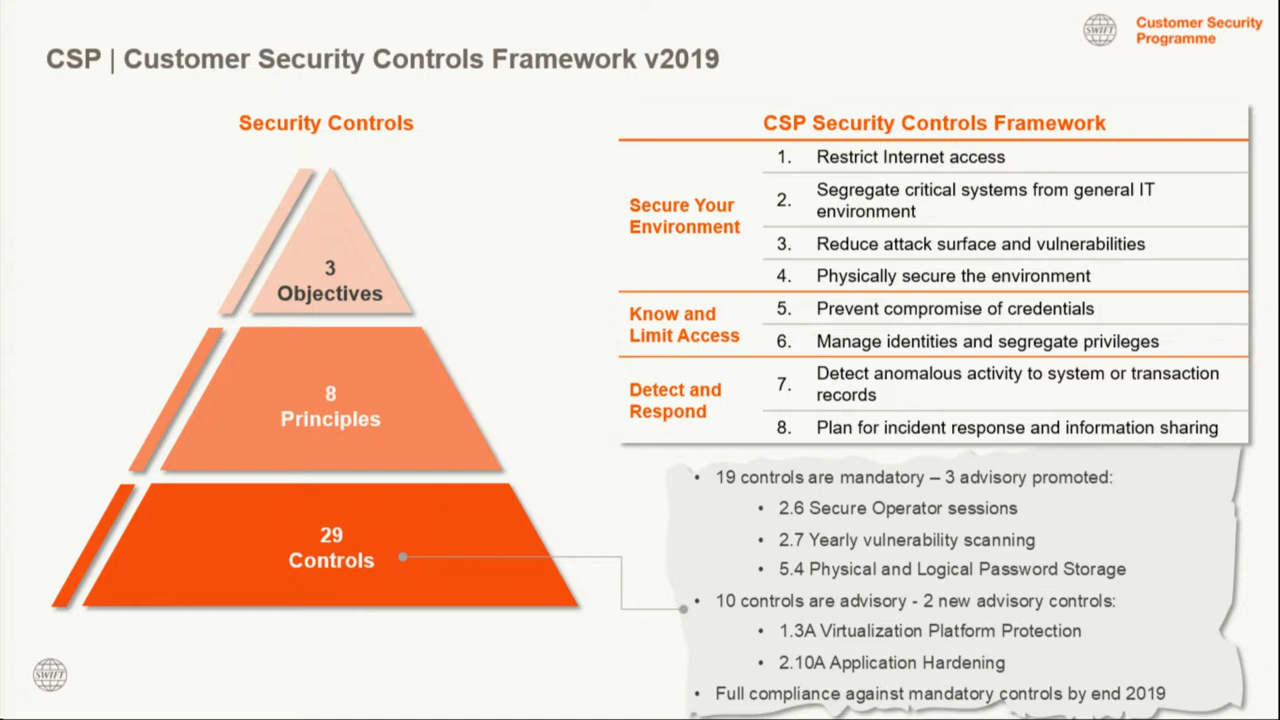 SWIFT
Customer Security
Programme
CSP | Customer Security Controls Framework v2019
Security Controls
3
Objectives
8
Principles
29
Controls
CSP Security Controls Framework
Secure Your
Environment
1. Restrict Internet access
2. Segregate critical systems from general IT
environment
3. Reduce attack surface and vulnerabilities
4. Physically secure the environment
Know and
Limit Access
5. Prevent compromise of credentials
6. Manage identities and segregate privileges
Detect and
Respond
7. Detect anomalous activity to system or transaction
records
8. Plan for incident response and information sharing
• 19 controls are mandatory – 3 advisory promoted:
• 2.6 Secure Operator sessions
• 2.7 Yearly vulnerability scanning
• 5.4 Physical and Logical Password Storage
• 10 controls are advisory - 2 new advisory controls:
• 1.3A Virtualization Platform Protection
• 2.10A Application Hardening
• Full compliance against mandatory controls by end 2019
SWIFT